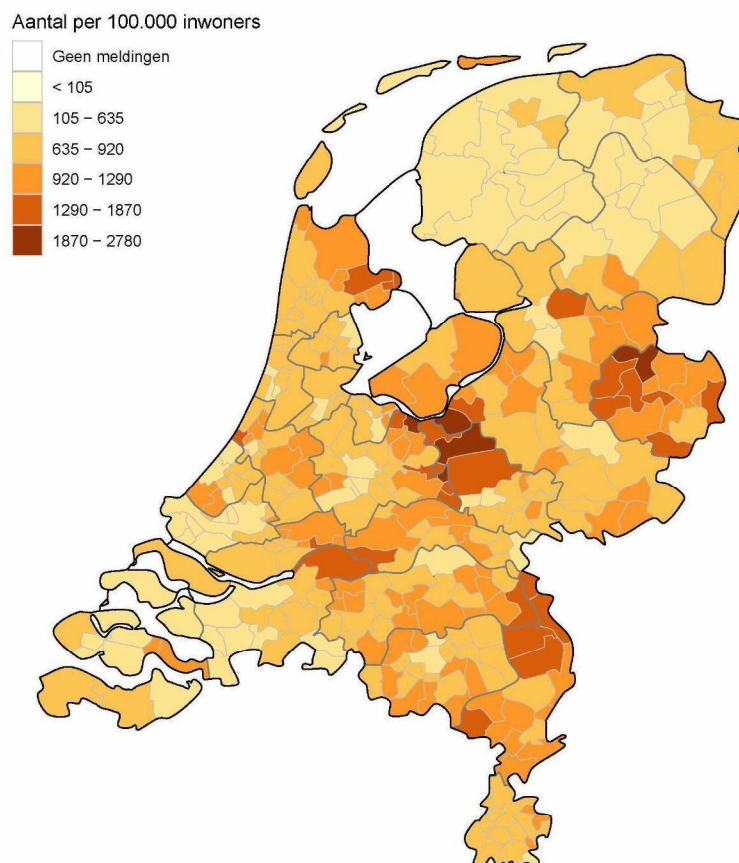 Aantal per 100.000 inwoners
Geen meldingen
< 105
105 − 635
635 − 920
920 − 1290
1290 − 1870
1870 − 2780